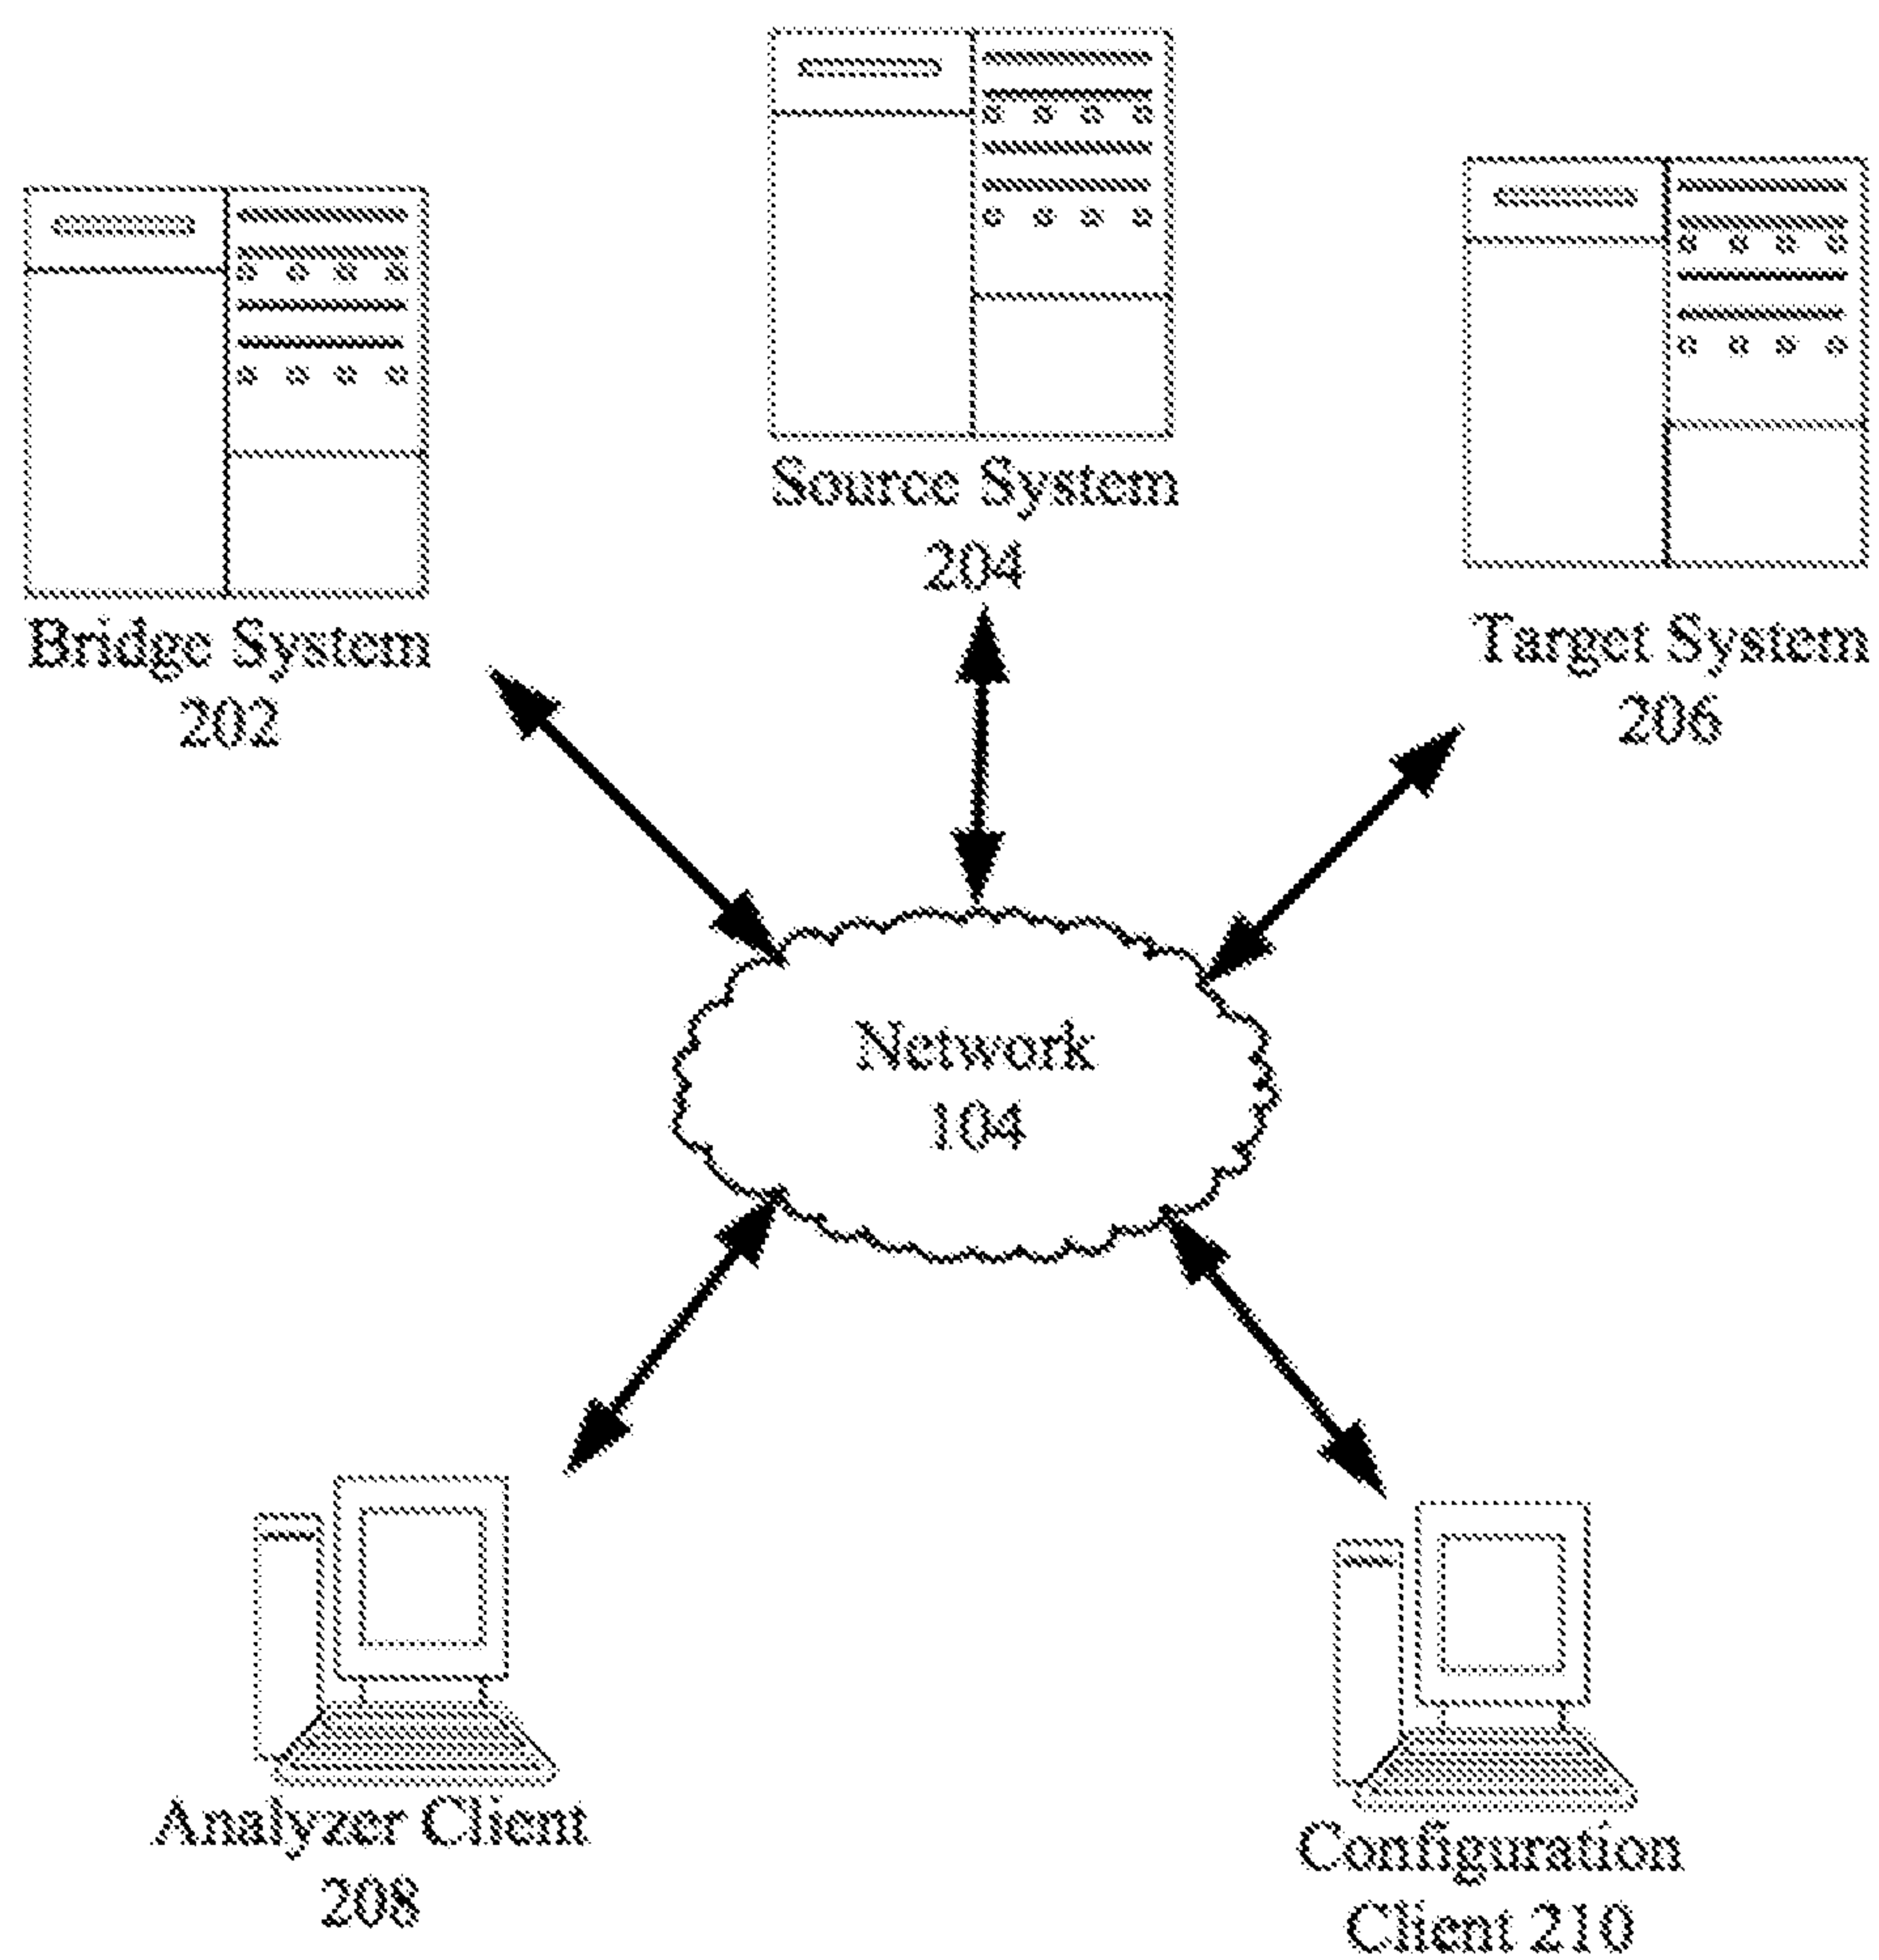 Source System
204
Bridge System
202
Target System
206
Network
104
Analyzer Client
208
Configuration
Client 210